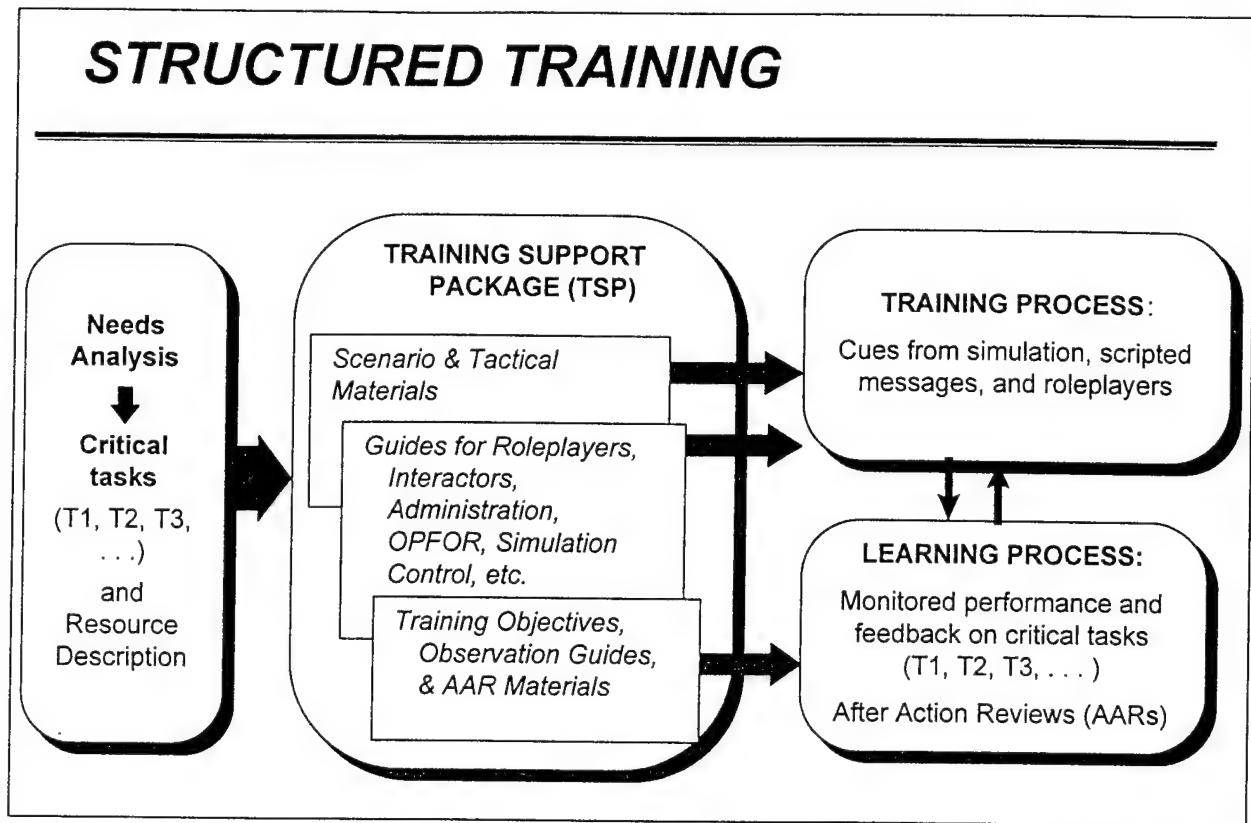 STRUCTURED TRAINING
Needs
Analysis
Critical
tasks
(T1, T2, T3,
. . .)
and
Resource
Description
TRAINING SUPPORT
PACKAGE (TSP)
Scenario & Tactical
Materials
Guides for Roleplayers,
Interactors,
Administration,
OPFOR, Simulation
Control, etc.
Training Objectives,
Observation Guides,
& AAR Materials
TRAINING PROCESS:
Cues from simulation, scripted
messages, and roleplayers
LEARNING PROCESS:
Monitored performance and
feedback on critical tasks
(T1, T2, T3, . . . )
After Action Reviews (AARs)